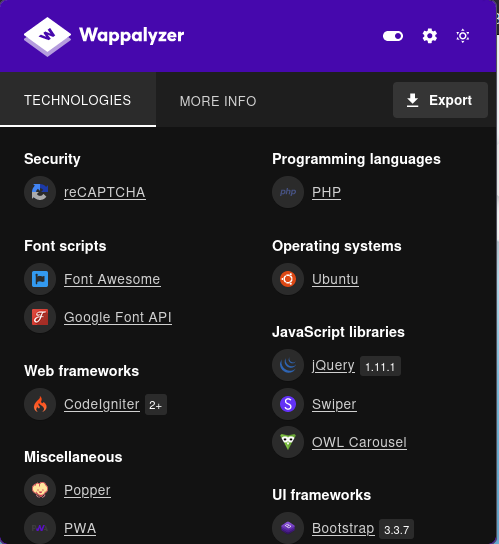 Wappalyzer
TECHNOLOGIES
MORE INFO
Export
Security
reCAPTCHA
Font scripts
Font Awesome
Google Font API
Web frameworks
CodeIgniter 2+
Miscellaneous
Popper
PWA
Programming languages
php PHP
Operating systems
Ubuntu
JavaScript libraries
jQuery 1.11.1
Swiper
OWL Carousel
UI frameworks
Bootstrap 3.3.7